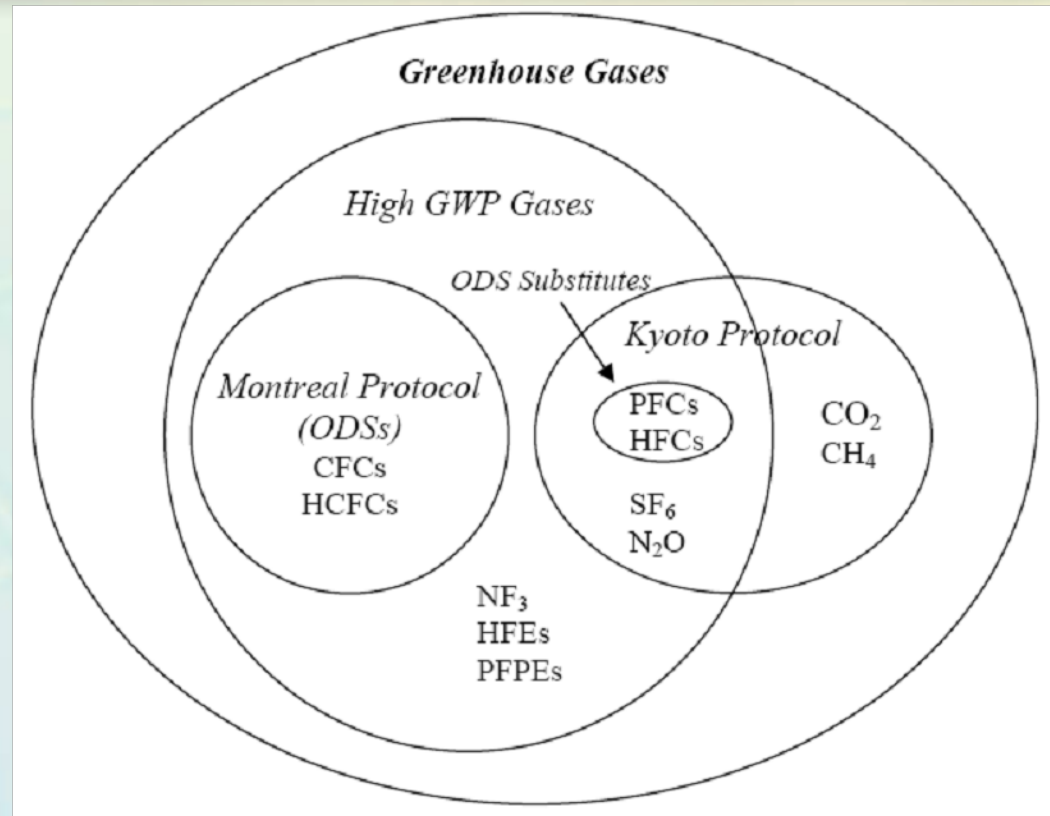 Greenhouse Gases
High GWP Gases
ODS Substitutes
Kyoto Protocol
Montreal Protocol
(ODSs)
CFCs
HCFCs
PFCs
HFCs
SF₆
N₂O
CO₂
CH₄
NF₃
HFEs
PFPEs